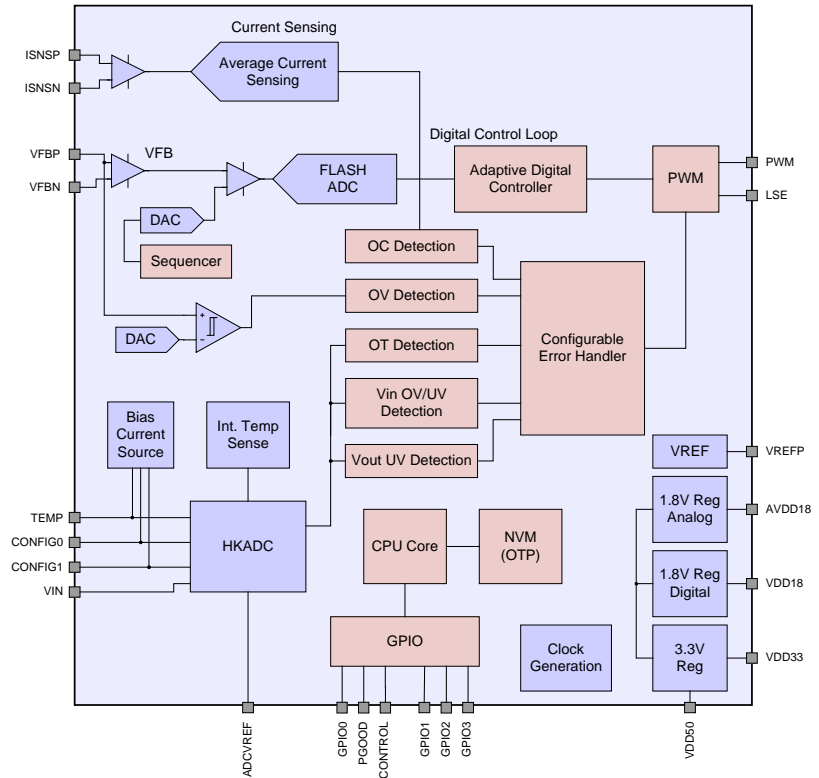 Current Sensing
ISNSP
ISNSN
Average Current
Sensing
VFBP
VFBN
VFB
FLASH
ADC
Digital Control Loop
Adaptive Digital
Controller
PWM
PWM
LSE
DAC
Sequencer
OC Detection
OV Detection
OT Detection
Vin OV/UV
Detection
Vout UV Detection
Configurable
Error Handler
+
-
DAC
Bias
Current
Source
Int. Temp
Sense
VREF
VREFP
1.8V Reg
Analog
AVDD18
TEMP
CONFIG0
CONFIG1
VIN
HKADC
CPU Core
NVM
(OTP)
1.8V Reg
Digital
VDD18
GPIO
Clock
Generation
3.3V
Reg
VDD33
ADCVREF
GPIO0
PGOOD
CONTROL
GPIO1
GPIO2
GPIO3
VDD50